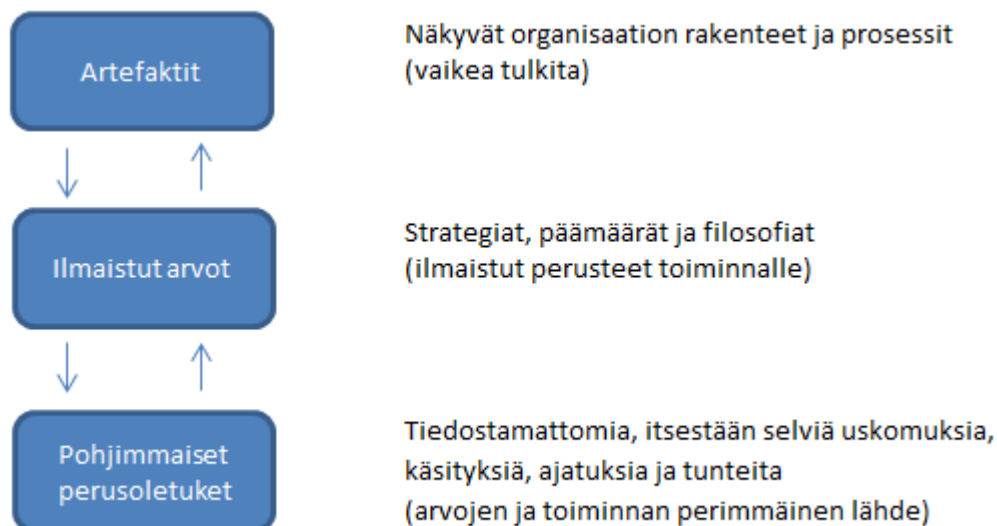 Artefaktit
Näkyvät organisaation rakenteet ja prosessit
(vaikea tulkita)
Ilmaistut arvot
Strategiat, päämäärät ja filosofiat
(ilmaistut perusteet toiminnalle)
Pohjimmaiset
perusoletuket
Tiedostamattomia, itsestään selviä uskomuksia,
käsityksiä, ajatuksia ja tunteita
(arvojen ja toiminnan perimmäinen lähde)